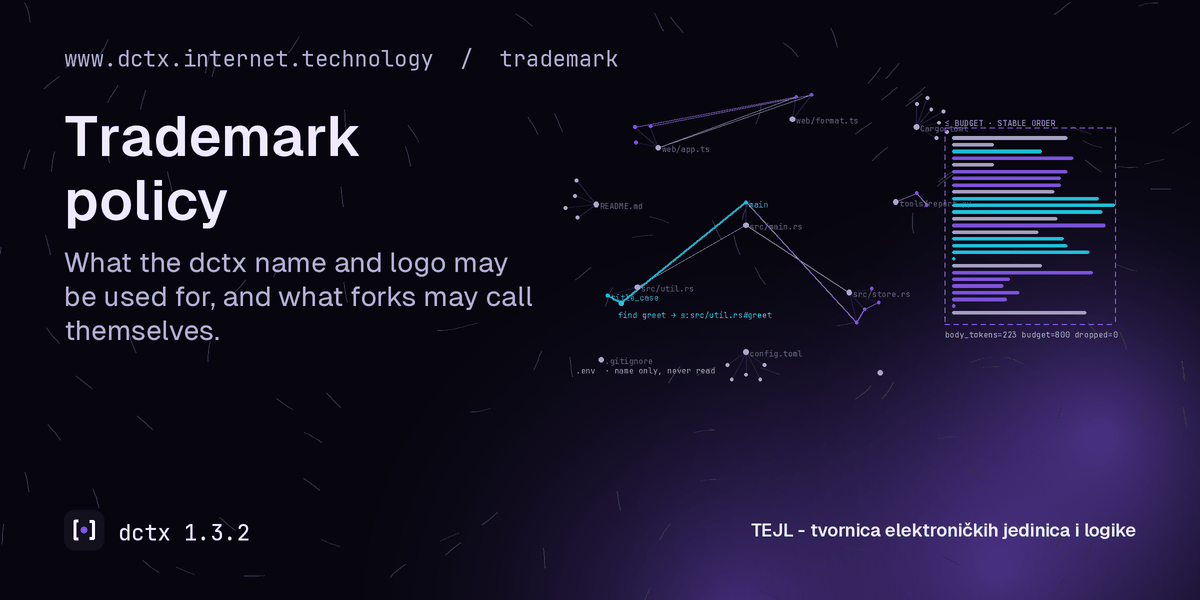 www.dctx.internet.technology / trademark
Trademark
policy
What the dctx name and logo may
be used for, and what forks may call
themselves.
web/format.ts
web/app.ts
README.md
main
src/main.rs
src/util.rs
title_case
find greet → s:src/util.rs#greet
src/store.rs
.gitignore
.env · name only, never read
config.toml
≤ BUDGET · STABLE ORDER
body_tokens=223 budget=800 dropped=0
[•] dctx 1.3.2
TEJL - tvornica elektroničkih jedinica i logike